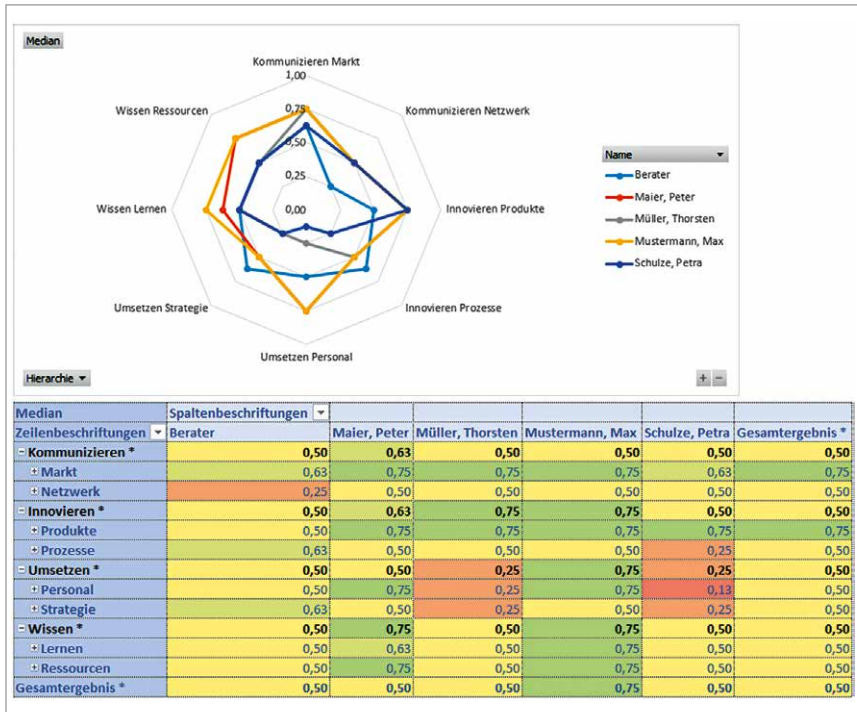 Median
Kommunizieren Markt
1,00
Wissen Ressourcen
0,75
Kommunizieren Netzwerk
0,50
Name
0,25
Berater
Maier, Peter
Wissen Lernen
0,00
Innovieren Produkte
Müller, Thorsten
Mustermann, Max
Schulze, Petra
Umsetzen Strategie
Innovieren Prozesse
Umsetzen Personal
Hierarchie
+ −
Median Spaltenbeschriftungen
Zeilenbeschriftungen Berater Maier, Peter Müller, Thorsten Mustermann, Max Schulze, Petra Gesamtergebnis *
Kommunizieren * 0,50 0,63 0,50 0,50 0,50 0,50
Markt 0,63 0,75 0,75 0,75 0,63 0,75
Netzwerk 0,25 0,50 0,50 0,50 0,50 0,50
Innovieren * 0,50 0,63 0,75 0,75 0,50 0,50
Produkte 0,50 0,75 0,75 0,75 0,75 0,75
Prozesse 0,63 0,50 0,50 0,50 0,25 0,50
Umsetzen * 0,50 0,50 0,25 0,75 0,25 0,50
Personal 0,50 0,75 0,25 0,75 0,13 0,50
Strategie 0,63 0,50 0,25 0,50 0,25 0,50
Wissen * 0,50 0,75 0,50 0,75 0,50 0,50
Lernen 0,50 0,63 0,50 0,75 0,50 0,50
Ressourcen 0,50 0,75 0,50 0,75 0,50 0,50
Gesamtergebnis * 0,50 0,50 0,50 0,75 0,50 0,50